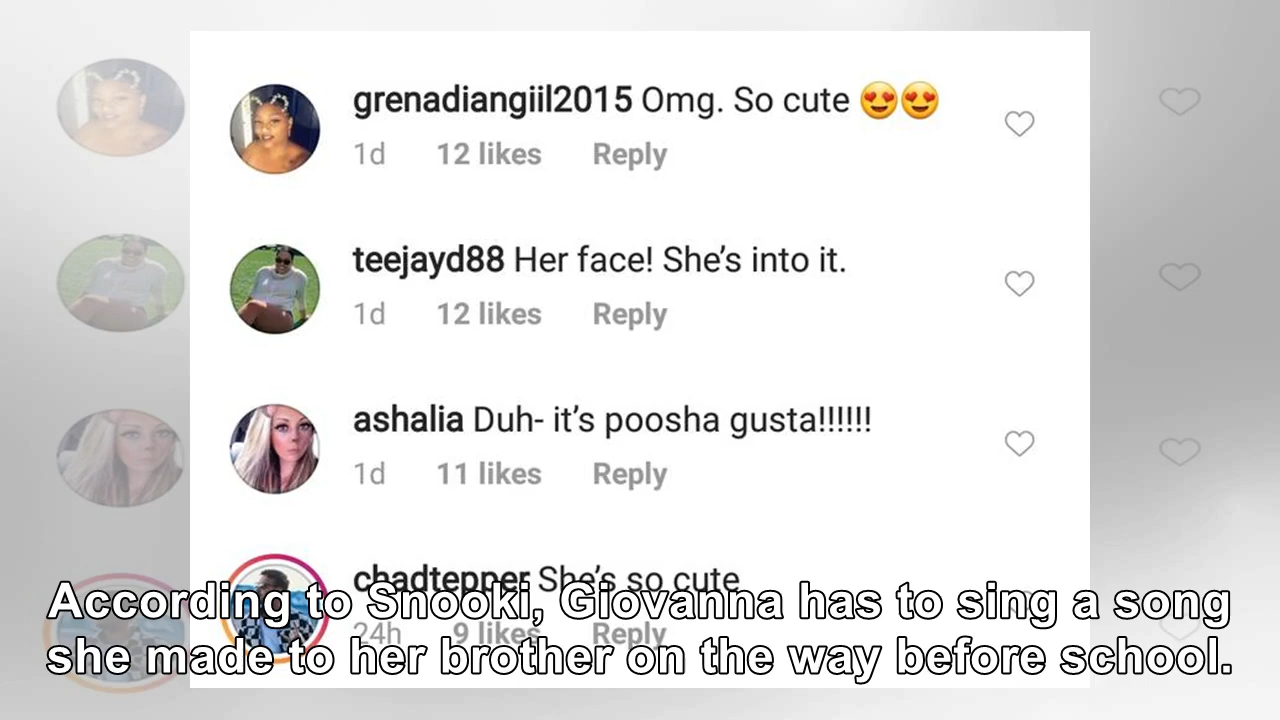 grenadiangiil2015 Omg. So cute 😍😍
1d 12 likes Reply
teejayd88 Her face! She's into it.
1d 12 likes Reply
ashalia Duh- it's poosha gusta!!!!!!
1d 11 likes Reply
chadtepper She's so cute
24h 9 likes Reply
According to Snooki, Giovanna has to sing a song
she made to her brother on the way before school.